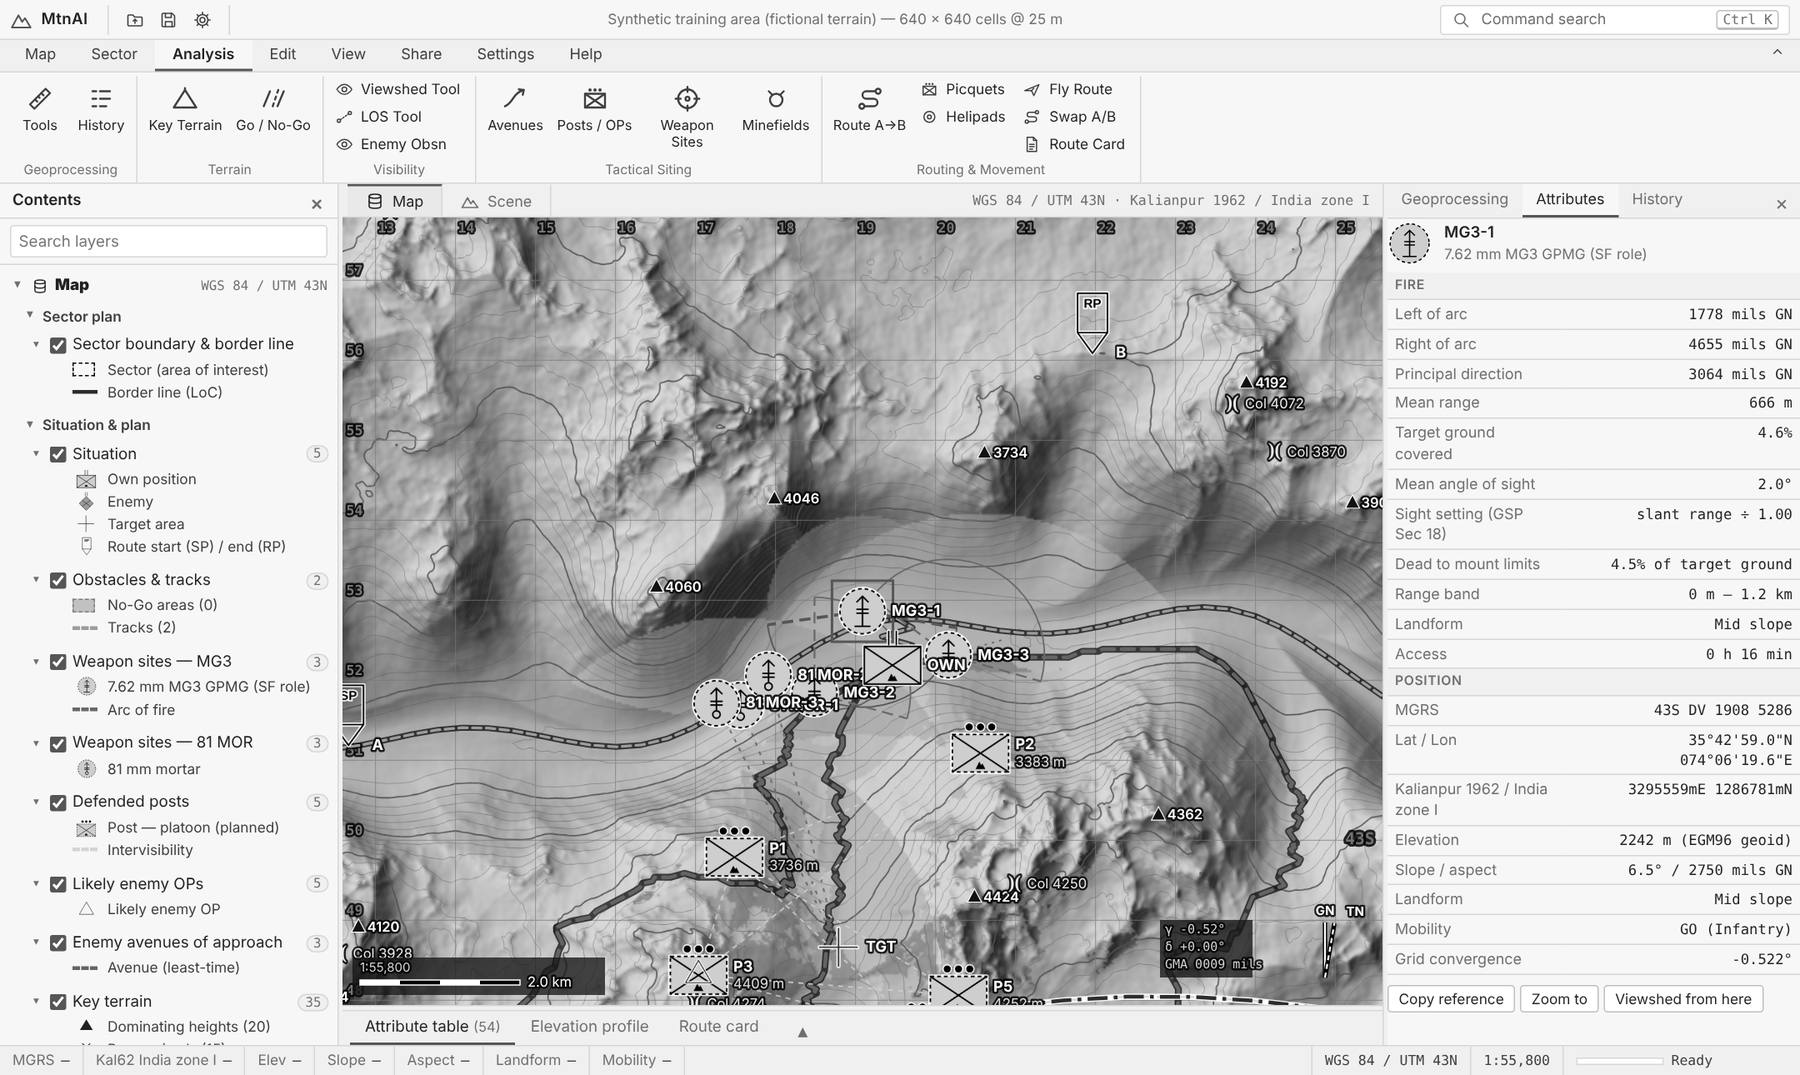 MtnAI
Synthetic training area (fictional terrain) — 640 × 640 cells @ 25 m
Command search Ctrl K
Map Sector Analysis Edit View Share Settings Help
Tools
History
Geoprocessing
Key Terrain
Go / No-Go
Terrain
Viewshed Tool
LOS Tool
Enemy Obsn
Visibility
Avenues
Posts / OPs
Weapon Sites
Minefields
Tactical Siting
Route A→B
Picquets
Helipads
Fly Route
Swap A/B
Route Card
Routing & Movement
Contents
Search layers
Map WGS 84 / UTM 43N
Sector plan
Sector boundary & border line
Sector (area of interest)
Border line (LoC)
Situation & plan
Situation 5
Own position
Enemy
Target area
Route start (SP) / end (RP)
Obstacles & tracks 2
No-Go areas (0)
Tracks (2)
Weapon sites — MG3 3
7.62 mm MG3 GPMG (SF role)
Arc of fire
Weapon sites — 81 MOR 3
81 mm mortar
Defended posts 5
Post — platoon (planned)
Intervisibility
Likely enemy OPs 5
Likely enemy OP
Enemy avenues of approach 3
Avenue (least-time)
Key terrain 35
Dominating heights (20)
Map Scene
WGS 84 / UTM 43N · Kalianpur 1962 / India zone I
13 14 15 16 17 18 19 20 21 22 23 24 25
57
56
55
54
53
52
51
50
49
RP
B
4192
Col 4072
3734
Col 3870
4046
390
4060
MG3-1
OWN
MG3-3
MG3-2
81 MOR-3
SP
A
P2
3383 m
4362
43S
P1
3736 m
Col 4250
4424
4120
Col 3928
TGT
P3
4409 m
Col 4274
P5
4252 m
GN TN
γ -0.52°
δ +0.00°
GMA 0009 mils
1:55,800
2.0 km
Attribute table (54) Edit Elevation profile Route card
Geoprocessing Attributes History
MG3-1
7.62 mm MG3 GPMG (SF role)
FIRE
Left of arc 1778 mils GN
Right of arc 4655 mils GN
Principal direction 3064 mils GN
Mean range 666 m
Target ground covered 4.6%
Mean angle of sight 2.0°
Sight setting (GSP Sec 18) slant range ÷ 1.00
Dead to mount limits 4.5% of target ground
Range band 0 m – 1.2 km
Landform Mid slope
Access 0 h 16 min
POSITION
MGRS 43S DV 1908 5286
Lat / Lon 35°42'59.0"N
074°06'19.6"E
Kalianpur 1962 / India zone I 3295559mE 1286781mN
Elevation 2242 m (EGM96 geoid)
Slope / aspect 6.5° / 2750 mils GN
Landform Mid slope
Mobility GO (Infantry)
Grid convergence -0.522°
Copy reference Zoom to Viewshed from here
MGRS — Kal62 India zone I — Elev — Slope — Aspect — Landform — Mobility —
WGS 84 / UTM 43N 1:55,800 Ready